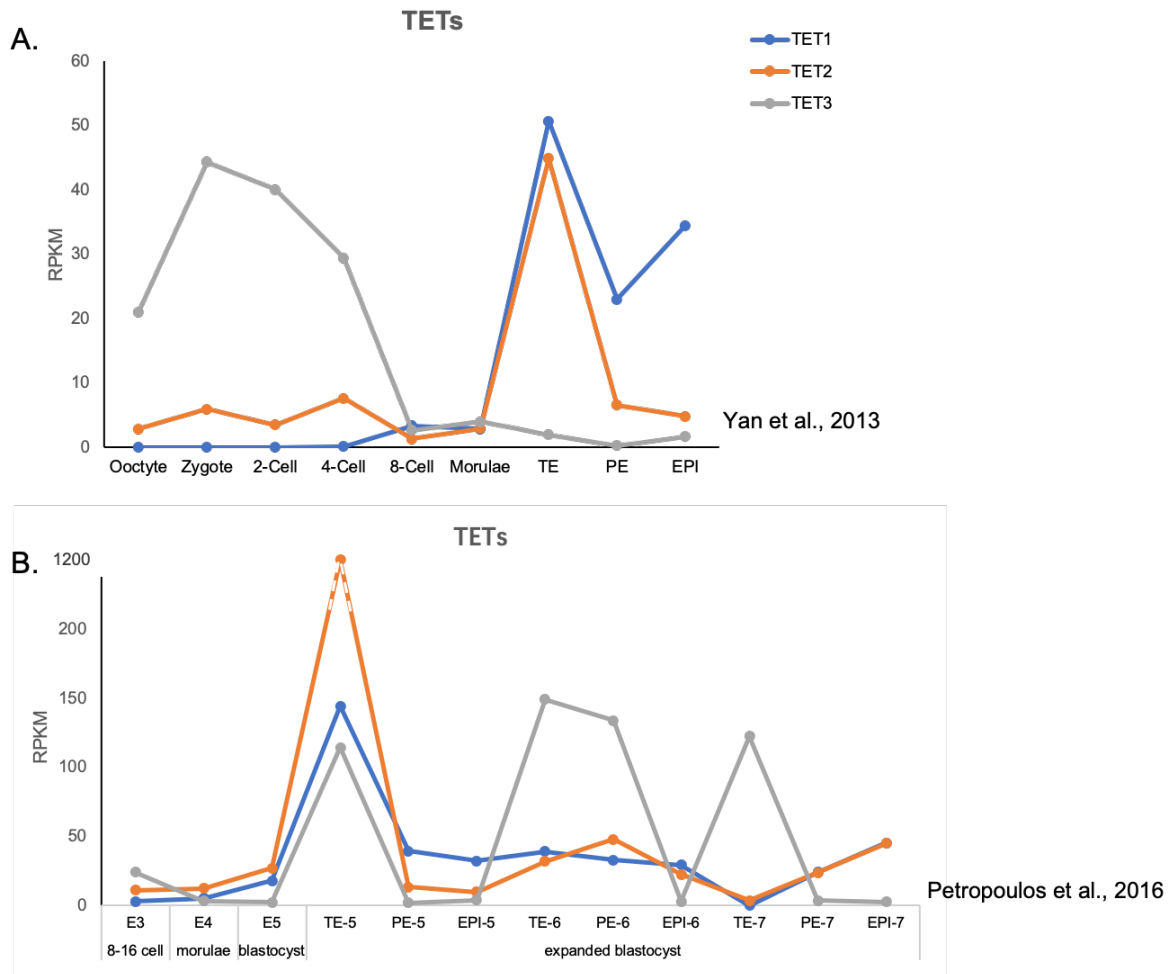 A.
TETs
TET1
TET2
TET3
60
50
40
30
20
10
0
RPKM
Ooctyte Zygote 2-Cell 4-Cell 8-Cell Morulae TE PE EPI
Yan et al., 2013
B.
TETs
1200
200
150
100
50
0
RPKM
E3 E4 E5 TE-5 PE-5 EPI-5 TE-6 PE-6 EPI-6 TE-7 PE-7 EPI-7
8-16 cell morulae blastocyst expanded blastocyst
Petropoulos et al., 2016